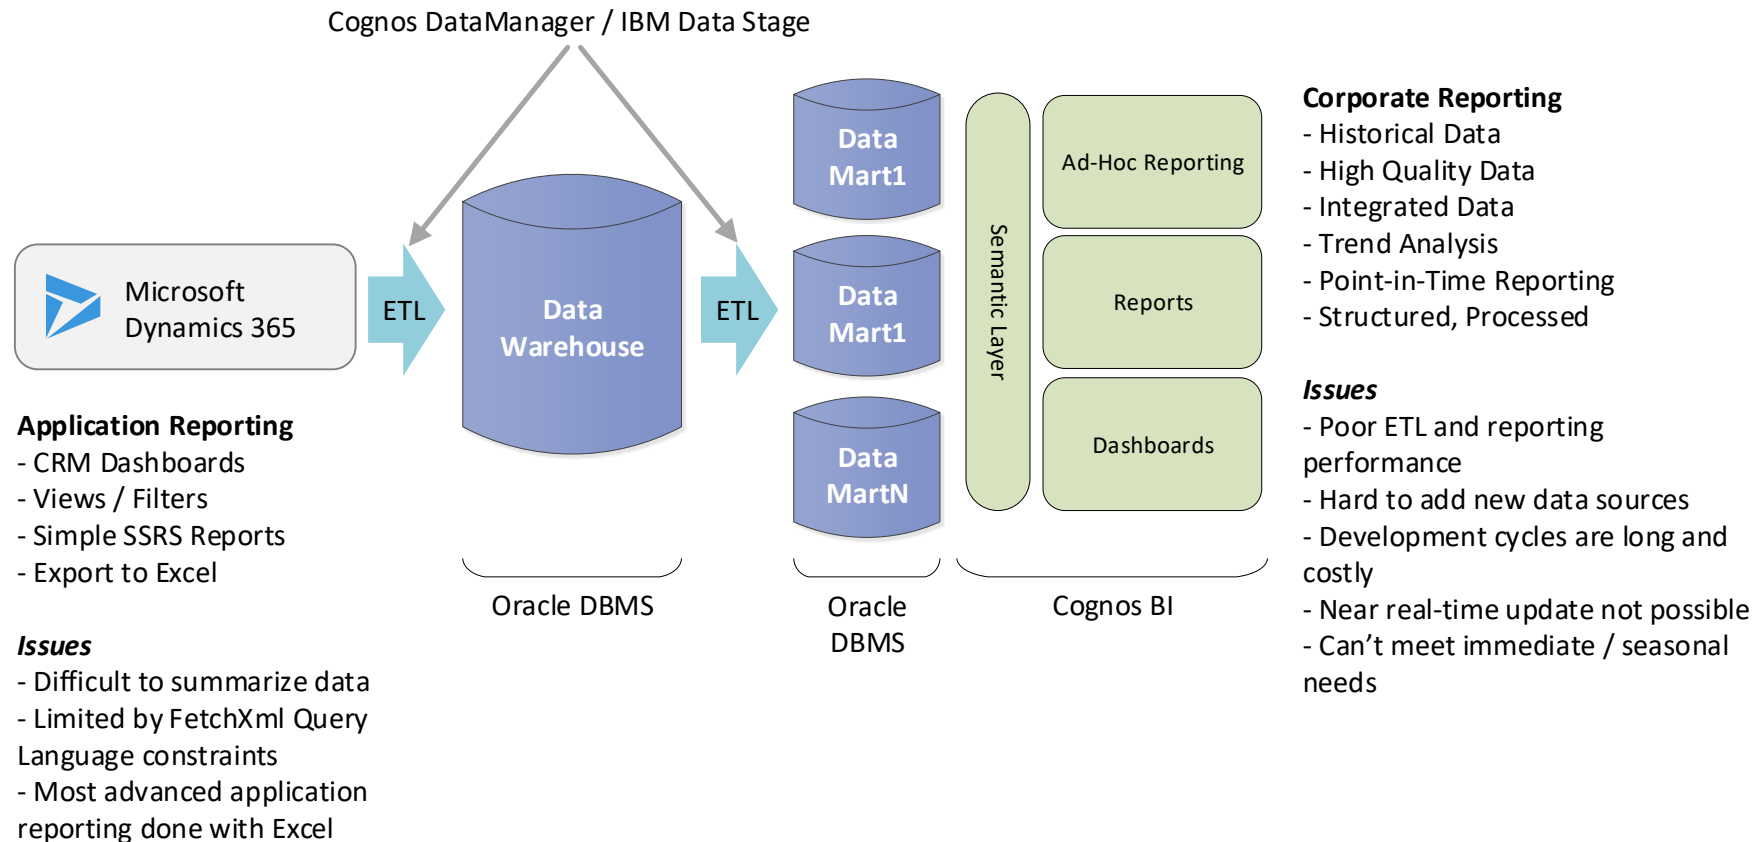 Cognos DataManager / IBM Data Stage
Microsoft
Dynamics 365
ETL
Data
Warehouse
ETL
Data
Mart1
Data
Mart1
Data
MartN
Semantic Layer
Ad-Hoc Reporting
Reports
Dashboards
Oracle DBMS
Oracle
DBMS
Cognos BI
Application Reporting
- CRM Dashboards
- Views / Filters
- Simple SSRS Reports
- Export to Excel
Issues
- Difficult to summarize data
- Limited by FetchXml Query
Language constraints
- Most advanced application
reporting done with Excel
Corporate Reporting
- Historical Data
- High Quality Data
- Integrated Data
- Trend Analysis
- Point-in-Time Reporting
- Structured, Processed
Issues
- Poor ETL and reporting
performance
- Hard to add new data sources
- Development cycles are long and
costly
- Near real-time update not possible
- Can’t meet immediate / seasonal
needs